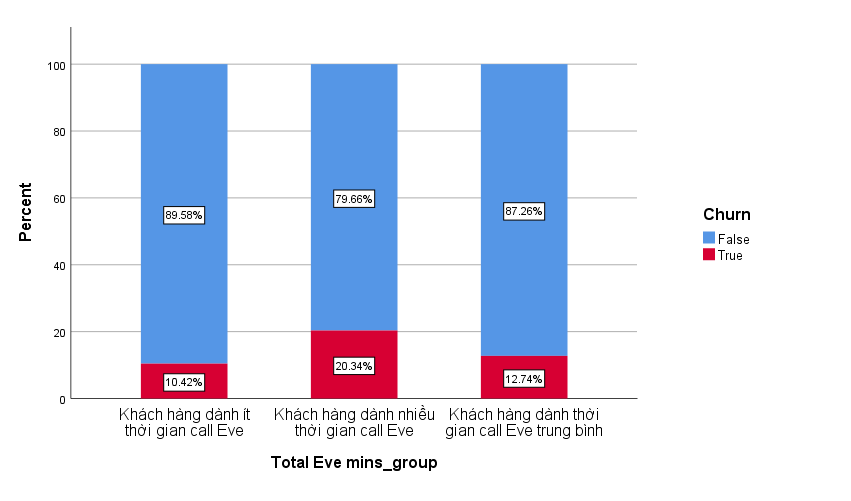 100
80
60
40
20
0
Percent
89.58%
79.66%
87.26%
10.42%
20.34%
12.74%
Khách hàng dành ít
thời gian call Eve
Khách hàng dành nhiều
thời gian call Eve
Khách hàng dành thời
gian call Eve trung bình
Total Eve mins_group
Churn
False
True